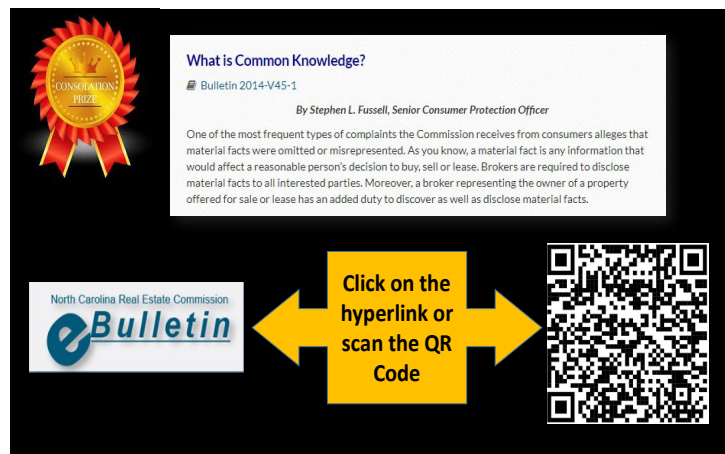 CONSOLATION
PRIZE
What is Common Knowledge?
Bulletin 2014-V45-1
By Stephen L. Fussell, Senior Consumer Protection Officer
One of the most frequent types of complaints the Commission receives from consumers alleges that
material facts were omitted or misrepresented. As you know, a material fact is any information that
would affect a reasonable person's decision to buy, sell or lease. Brokers are required to disclose
material facts to all interested parties. Moreover, a broker representing the owner of a property
offered for sale or lease has an added duty to discover as well as disclose material facts.
North Carolina Real Estate Commission
eBulletin
Click on the
hyperlink or
scan the QR
Code